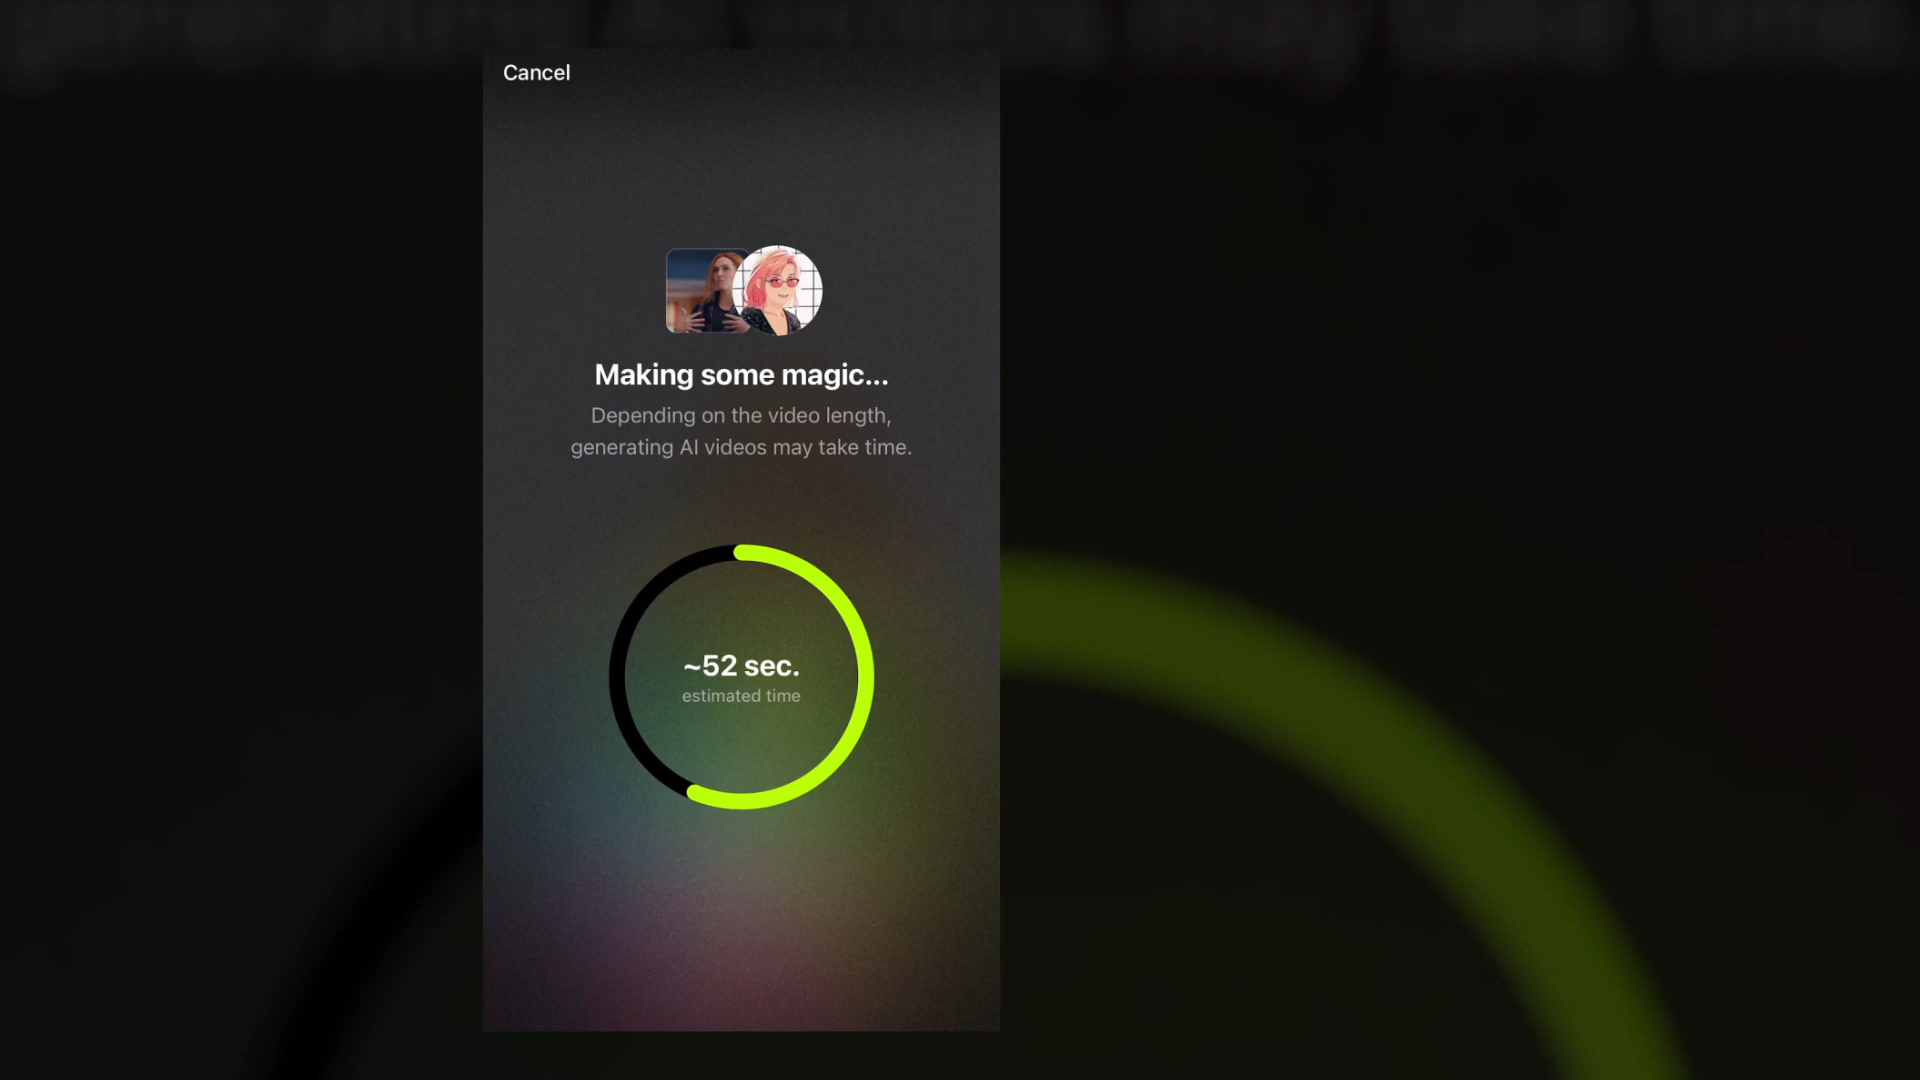 Cancel
Making some magic...
Depending on the video length,
generating AI videos may take time.
~52 sec.
estimated time